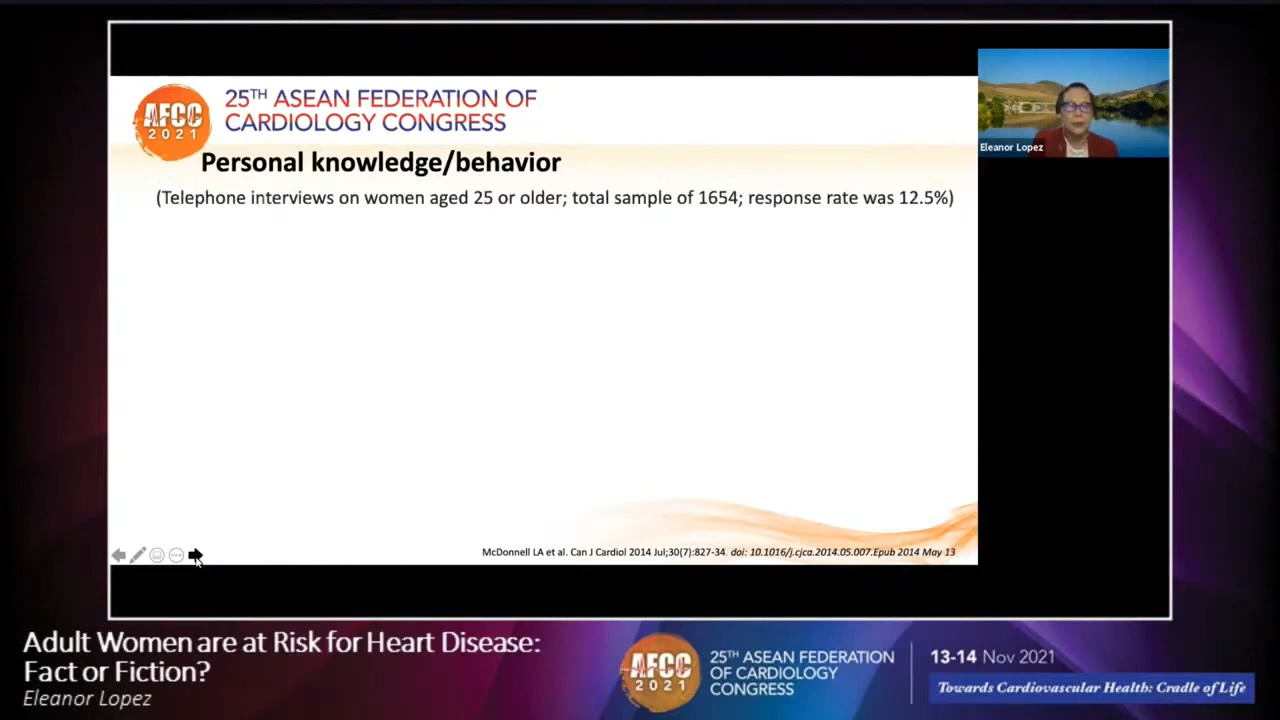 AFCC
2021
25TH ASEAN FEDERATION OF
CARDIOLOGY CONGRESS
Personal knowledge/behavior
(Telephone interviews on women aged 25 or older; total sample of 1654; response rate was 12.5%)
Eleanor Lopez
McDonnell LA et al. Can J Cardiol 2014 Jul;30(7):827-34. doi: 10.1016/j.cjca.2014.05.007.Epub 2014 May 13
Adult Women are at Risk for Heart Disease:
Fact or Fiction?
Eleanor Lopez
AFCC
2021
25TH ASEAN FEDERATION
OF CARDIOLOGY
CONGRESS
13-14 Nov 2021
Towards Cardiovascular Health: Cradle of Life